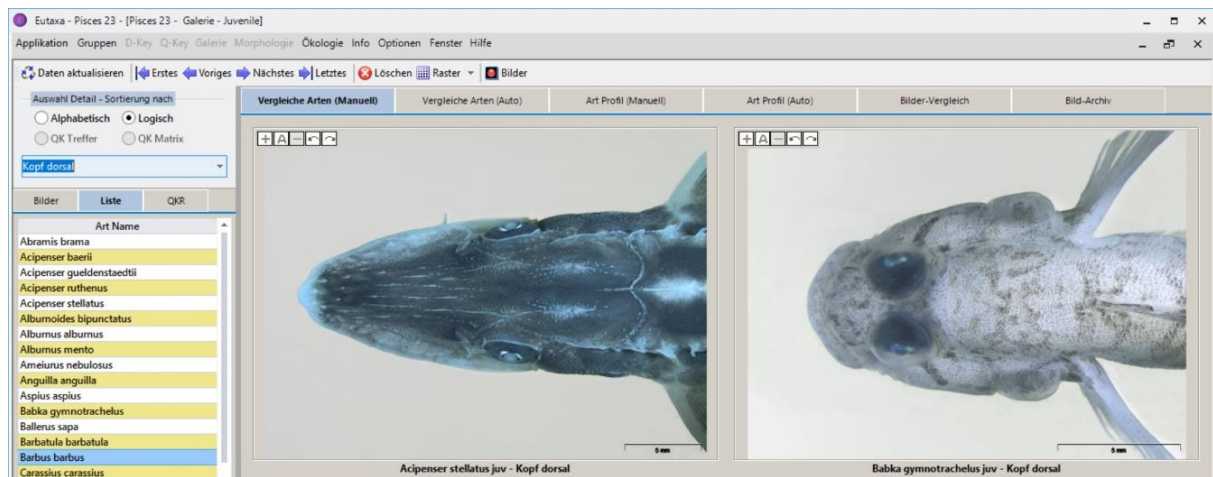 Eutaxa - Pisces 23 - [Pisces 23 - Galerie - Juvenile]
Applikation Gruppen D-Key Q-Key Galerie Morphologie Ökologie Info Optionen Fenster Hilfe
Daten aktualisieren Erstes Voriges Nächstes Letztes Löschen Raster Bilder
Auswahl Detail - Sortierung nach
Alphabetisch Logisch
QK Treffer QK Matrix
Kopf dorsal
Bilder Liste QKR
Vergleiche Arten (Manuell) Vergleiche Arten (Auto) Art Profil (Manuell) Art Profil (Auto) Bilder-Vergleich Bild-Archiv
Art Name
Abramis brama
Acipenser baerii
Acipenser gueldenstaedtii
Acipenser ruthenus
Acipenser stellatus
Alburnoides bipunctatus
Alburnus alburnus
Alburnus mento
Ameiurus nebulosus
Anguilla anguilla
Aspius aspius
Babka gymnotrachelus
Ballerus sapa
Barbatula barbatula
Barbus barbus
Carassius carassius
A
5 mm
Acipenser stellatus juv - Kopf dorsal
A
5 mm
Babka gymnotrachelus juv - Kopf dorsal